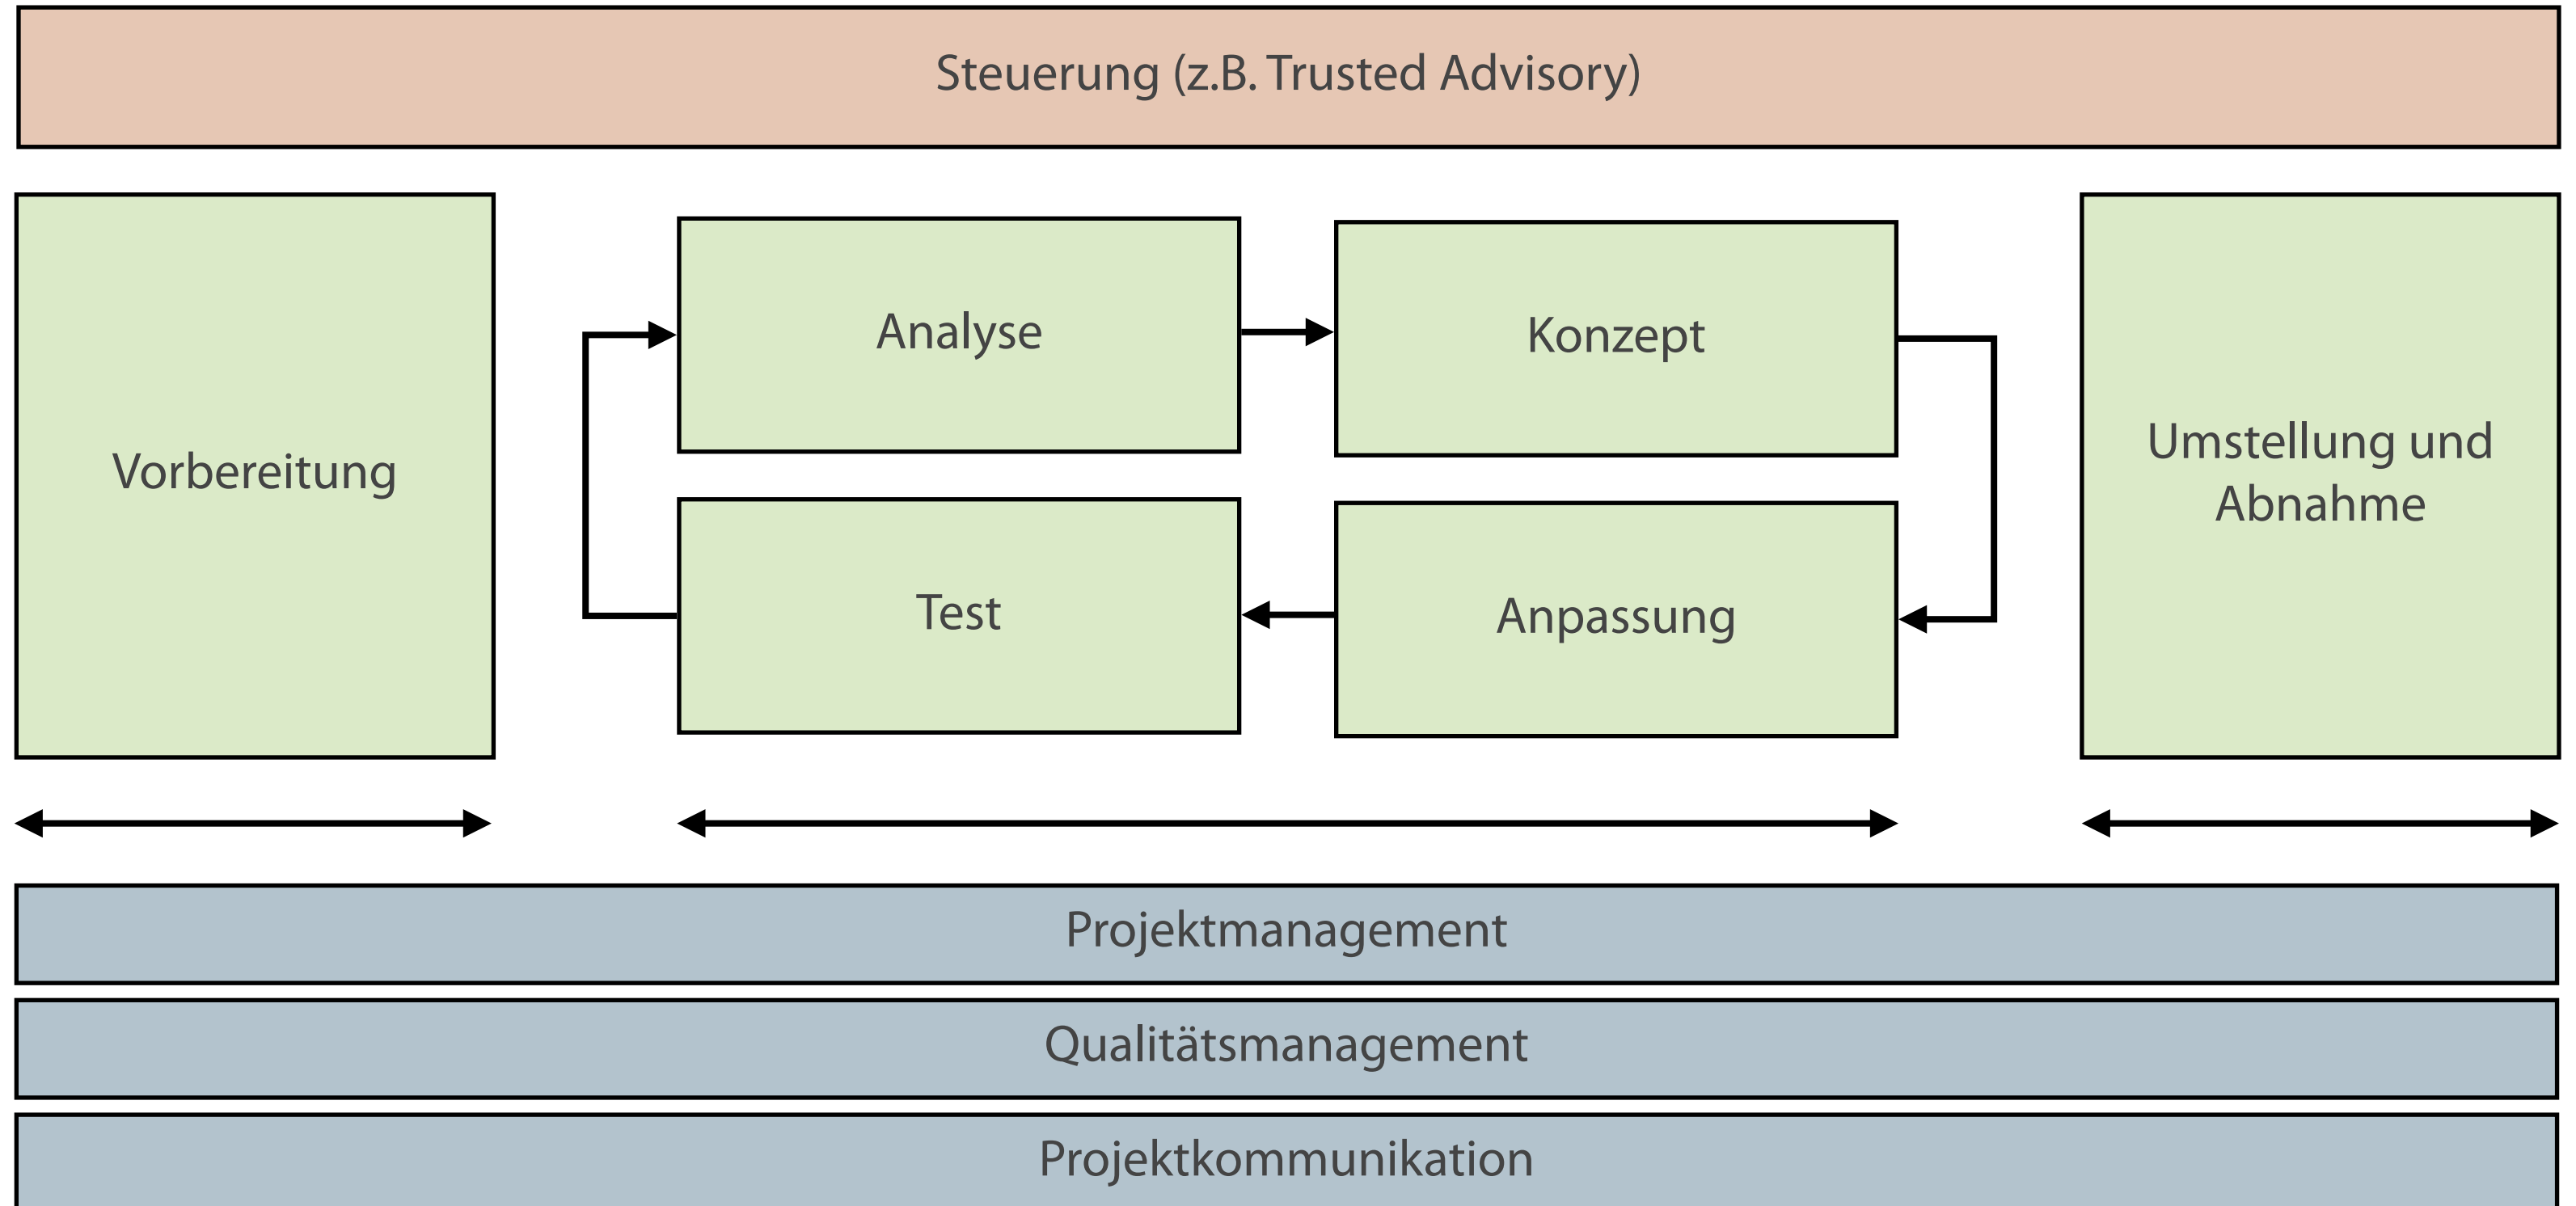 Steuerung (z.B. Trusted Advisory)
Vorbereitung
Analyse
Konzept
Test
Anpassung
Umstellung und
Abnahme
Projektmanagement
Qualitätsmanagement
Projektkommunikation